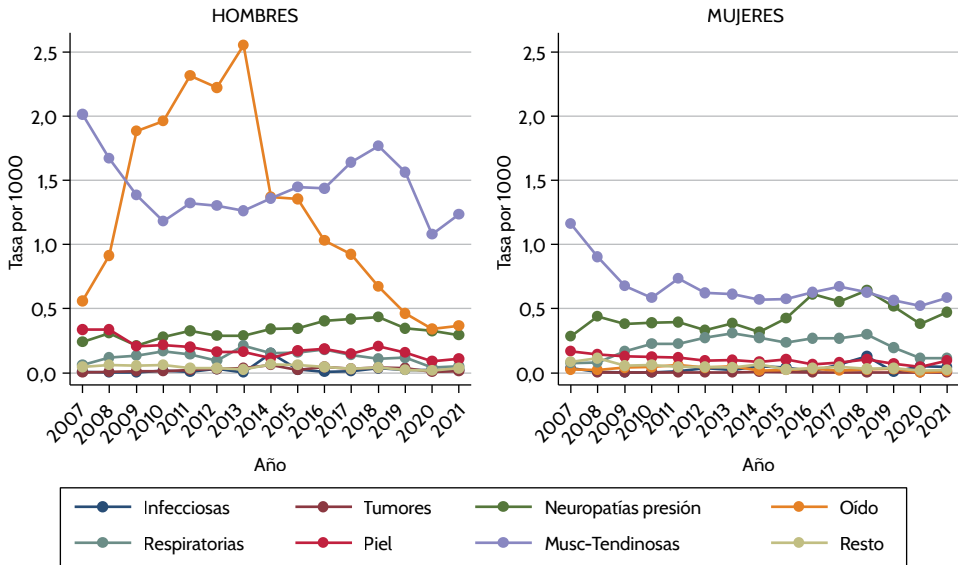 HOMBRES
MUJERES
Tasa por 1000
2,5
2,0
1,5
1,0
0,5
0,0
2007 2008 2009 2010 2011 2012 2013 2014 2015 2016 2017 2018 2019 2020 2021
Año
Tasa por 1000
2,5
2,0
1,5
1,0
0,5
0,0
2007 2008 2009 2010 2011 2012 2013 2014 2015 2016 2017 2018 2019 2020 2021
Año
Infecciosas Tumores Neuropatías presión Oído
Respiratorias Piel Musc-Tendinosas Resto